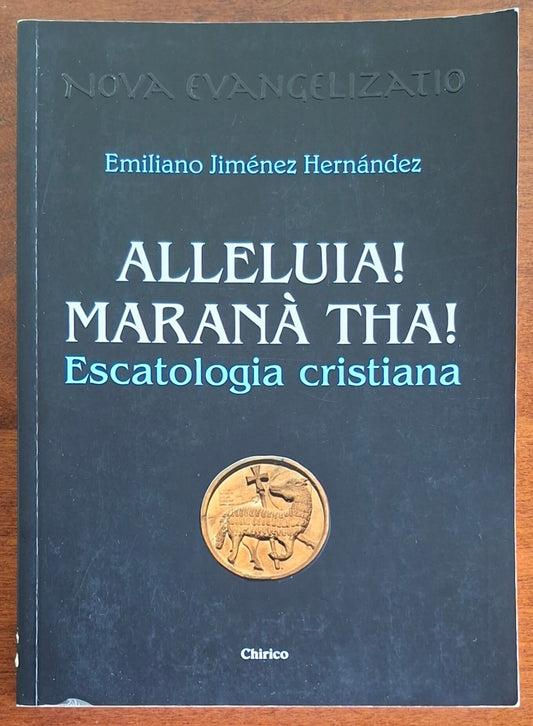 NOVA EVANGELIZATIO
Emiliano Jiménez Hernández
ALLELUIA!
MARANÀ THA!
Escatologia cristiana
Chirico